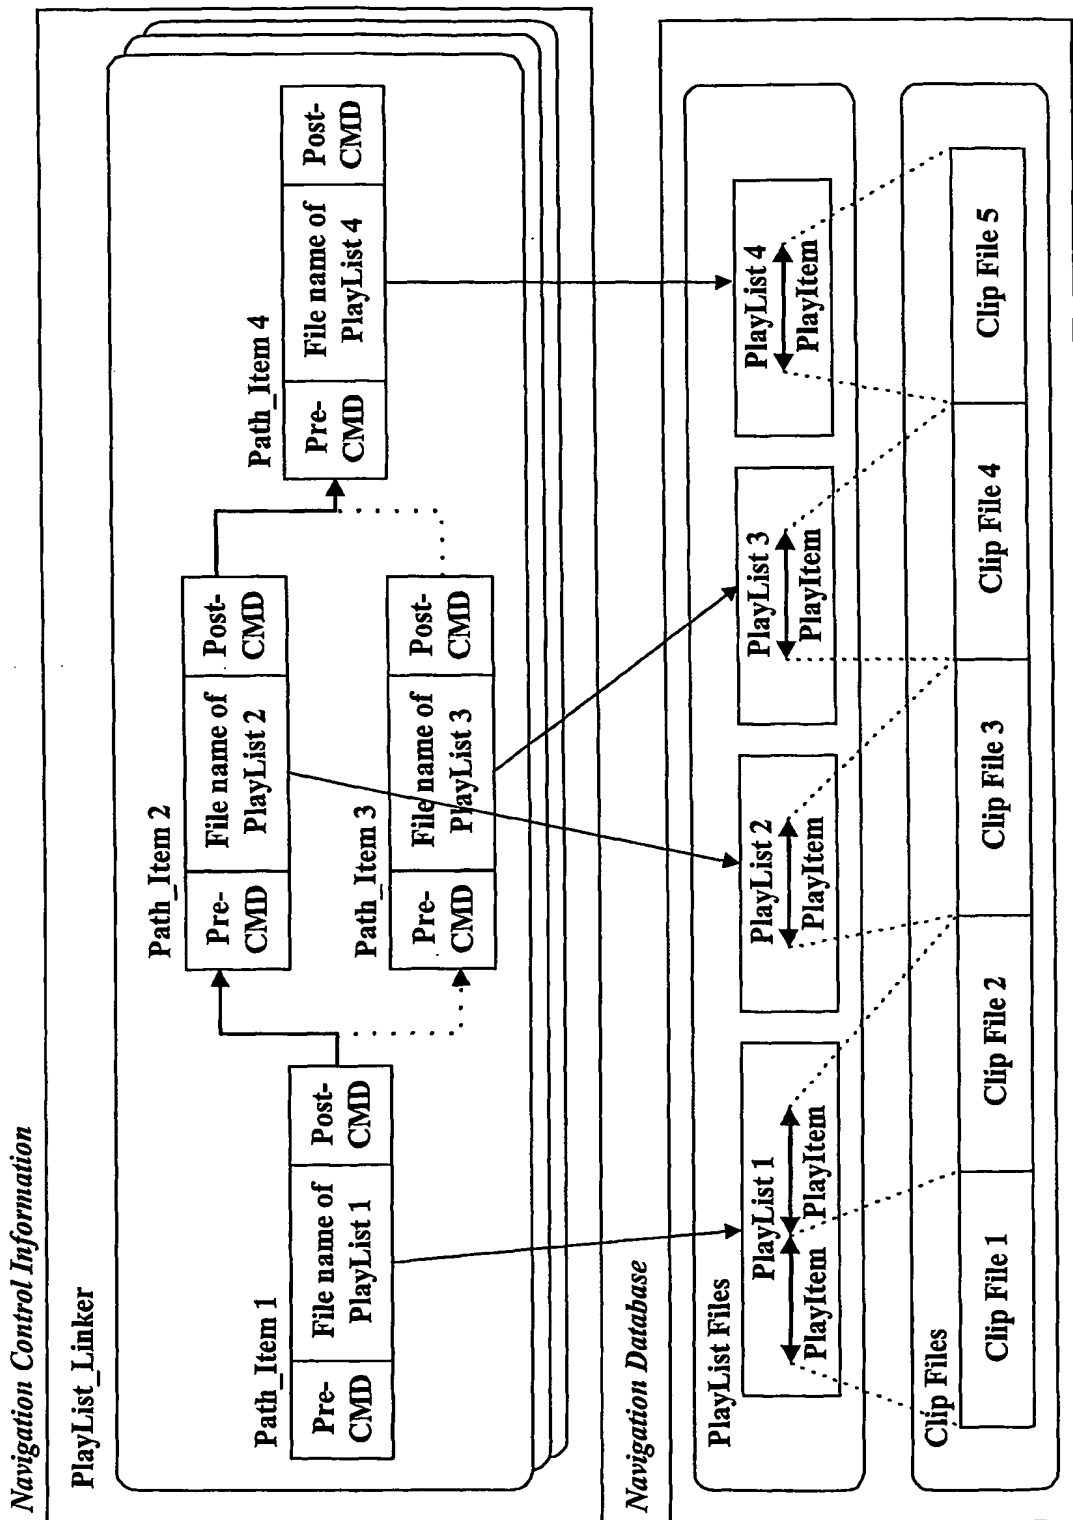 Navigation Control Information
PlayList_Linker
Path_Item 1
Pre-
CMD
File name of
PlayList 1
Post-
CMD
Path_Item 2
Pre-
CMD
File name of
PlayList 2
Post-
CMD
Path_Item 3
Pre-
CMD
File name of
PlayList 3
Post-
CMD
Path_Item 4
Pre-
CMD
File name of
PlayList 4
Post-
CMD
Navigation Database
PlayList Files
PlayList 1
PlayItem
PlayItem
PlayList 2
PlayItem
PlayList 3
PlayItem
PlayList 4
PlayItem
Clip Files
Clip File 1
Clip File 2
Clip File 3
Clip File 4
Clip File 5